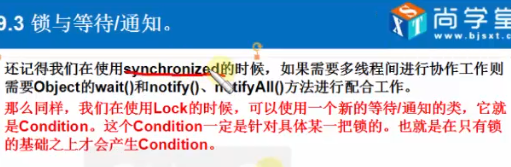 9.3 锁与等待/通知。
尚学堂
www.bjsxt.c
还记得我们在使用synchronized的时候，如果需要多线程间进行协作工作则
需要Object的wait()和notify()、notifyAll()方法进行配合工作。
那么同样，我们在使用Lock的时候，可以使用一个新的等待/通知的类，它就
是Condition。这个Condition一定是针对具体某一把锁的。也就是在只有锁
的基础之上才会产生Condition。